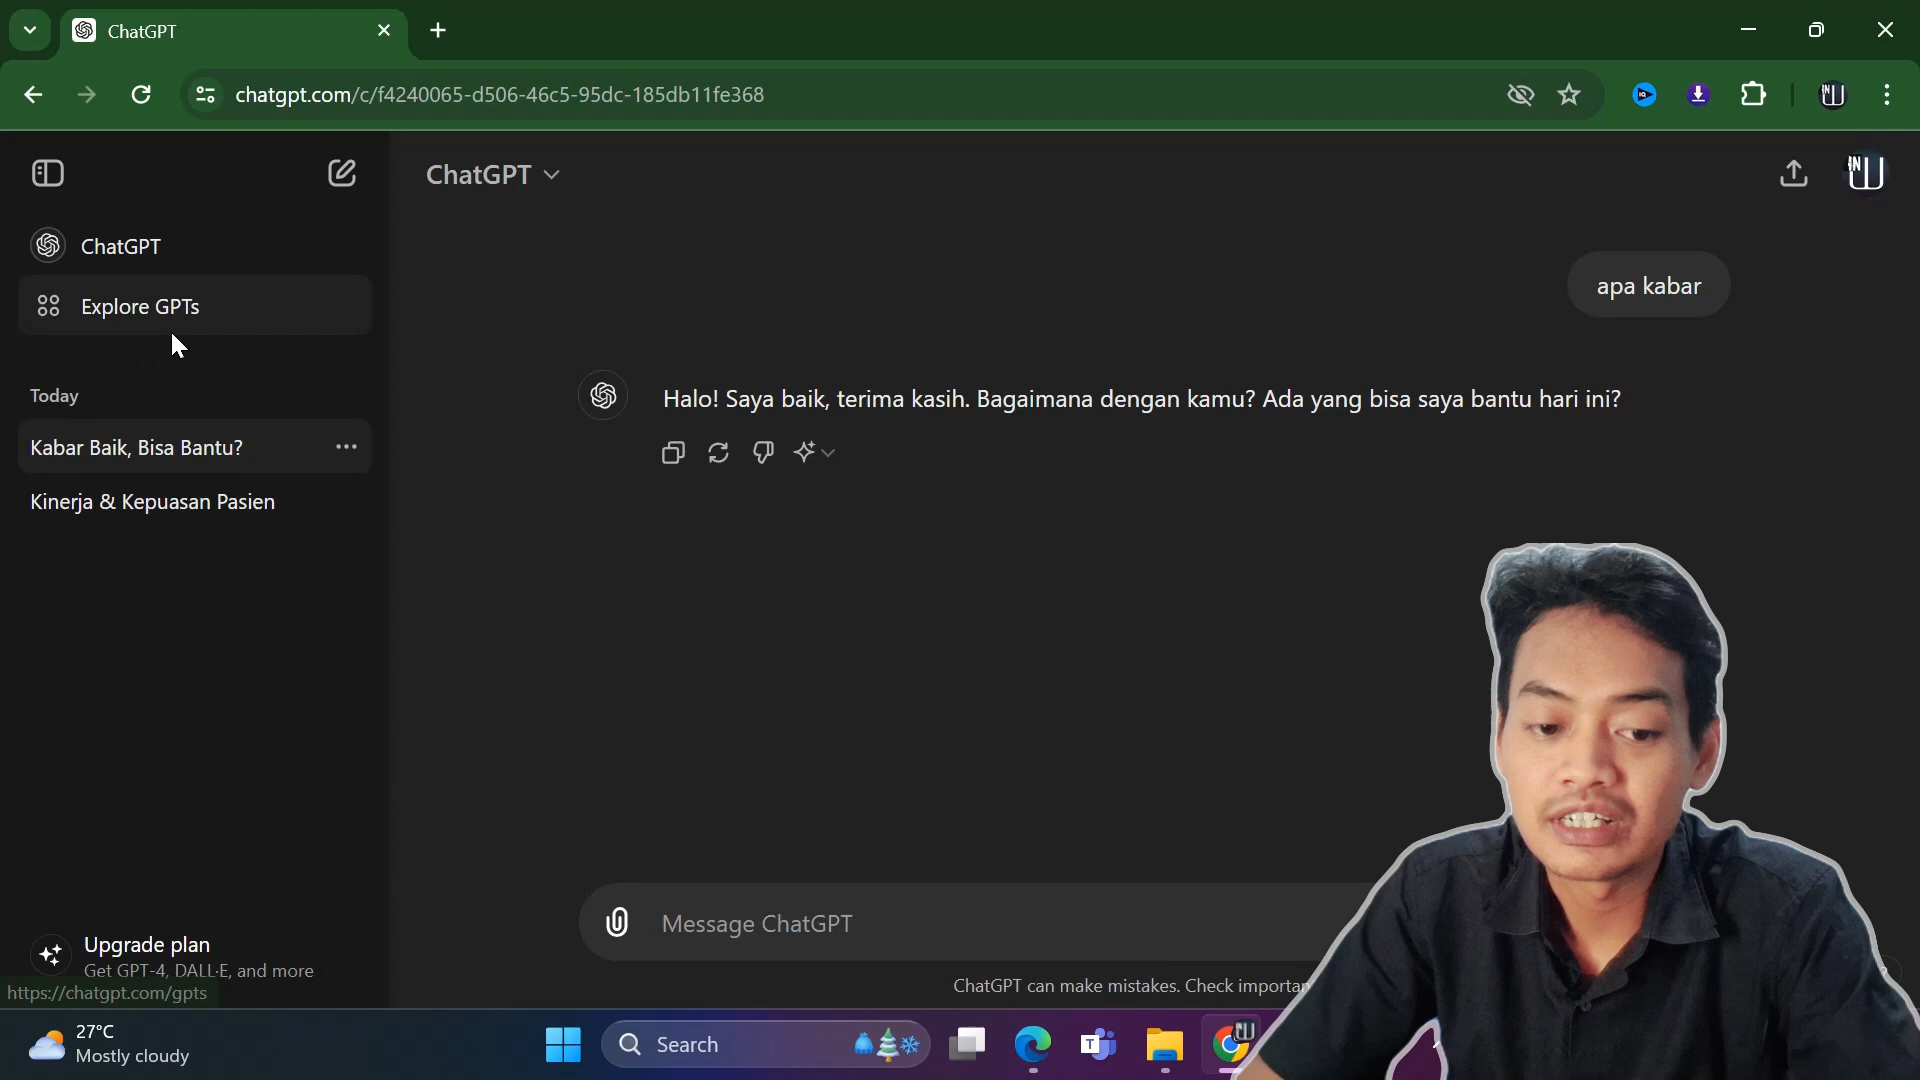 ChatGPT
chatgpt.com/c/f4240065-d506-46c5-95dc-185db11fe368
ChatGPT
Explore GPTs
Today
Kabar Baik, Bisa Bantu?
Kinerja & Kepuasan Pasien
Upgrade plan
Get GPT-4, DALL·E, and more
https://chatgpt.com/gpts
ChatGPT
apa kabar
Halo! Saya baik, terima kasih. Bagaimana dengan kamu? Ada yang bisa saya bantu hari ini?
Message ChatGPT
ChatGPT can make mistakes. Check
27°C
Mostly cloudy
Search